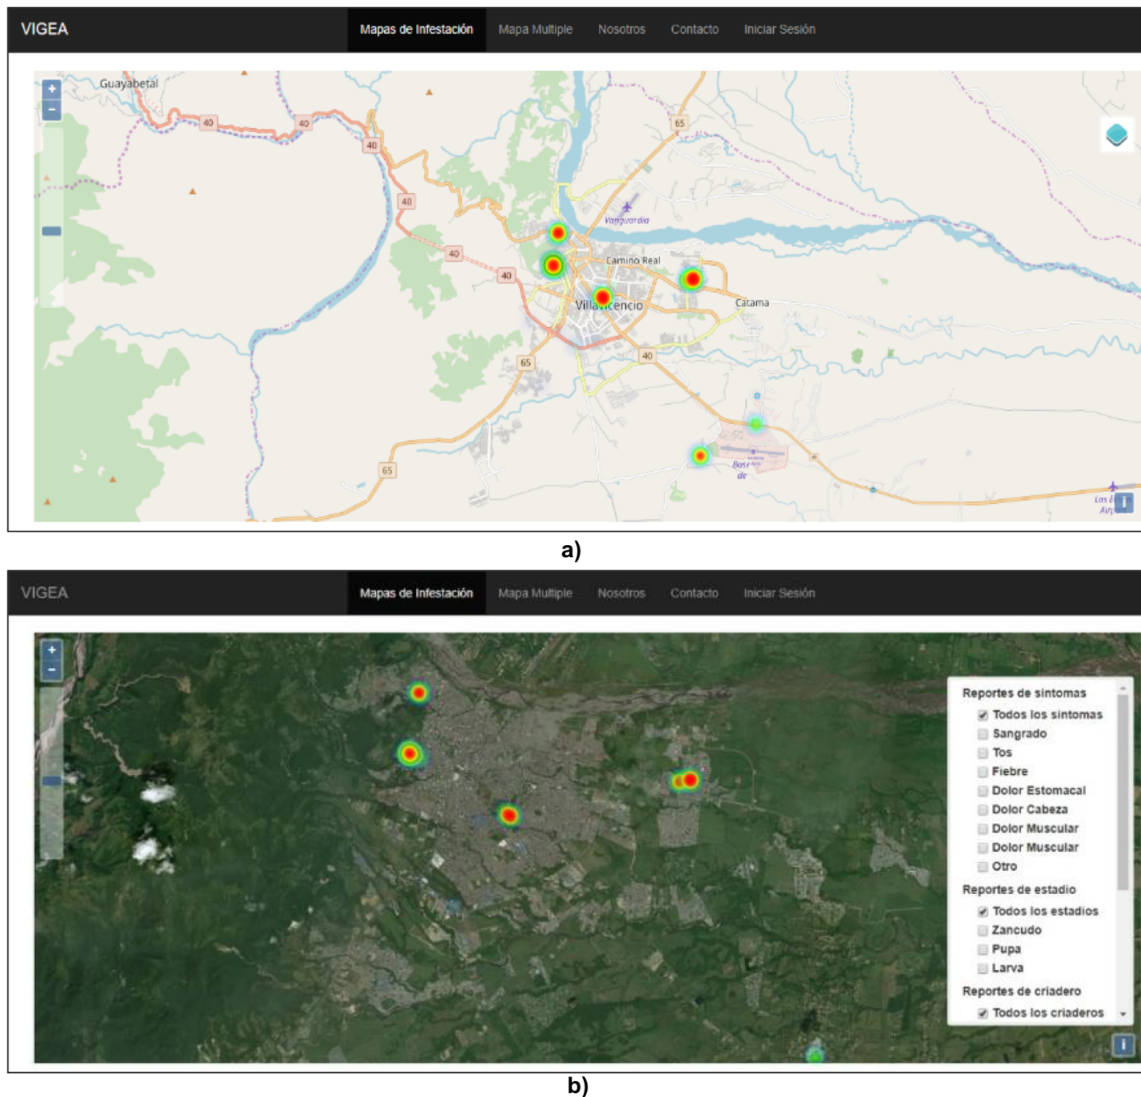 VIGEA Mapas de Infestación Mapa Multiple Nosotros Contacto Iniciar Sesión
+
−
Guayabetal
40
40
40
65
40
Vanguardia
40
Camino Real
40
Villavicencio
Catama
65
40
65
Base
de
i
a)
VIGEA Mapas de Infestación Mapa Multiple Nosotros Contacto Iniciar Sesión
+
−
Reportes de sintomas
Todos los sintomas
Sangrado
Tos
Fiebre
Dolor Estomacal
Dolor Cabeza
Dolor Muscular
Dolor Muscular
Otro
Reportes de estadio
Todos los estadios
Zancudo
Pupa
Larva
Reportes de criadero
Todos los criaderos
i
b)